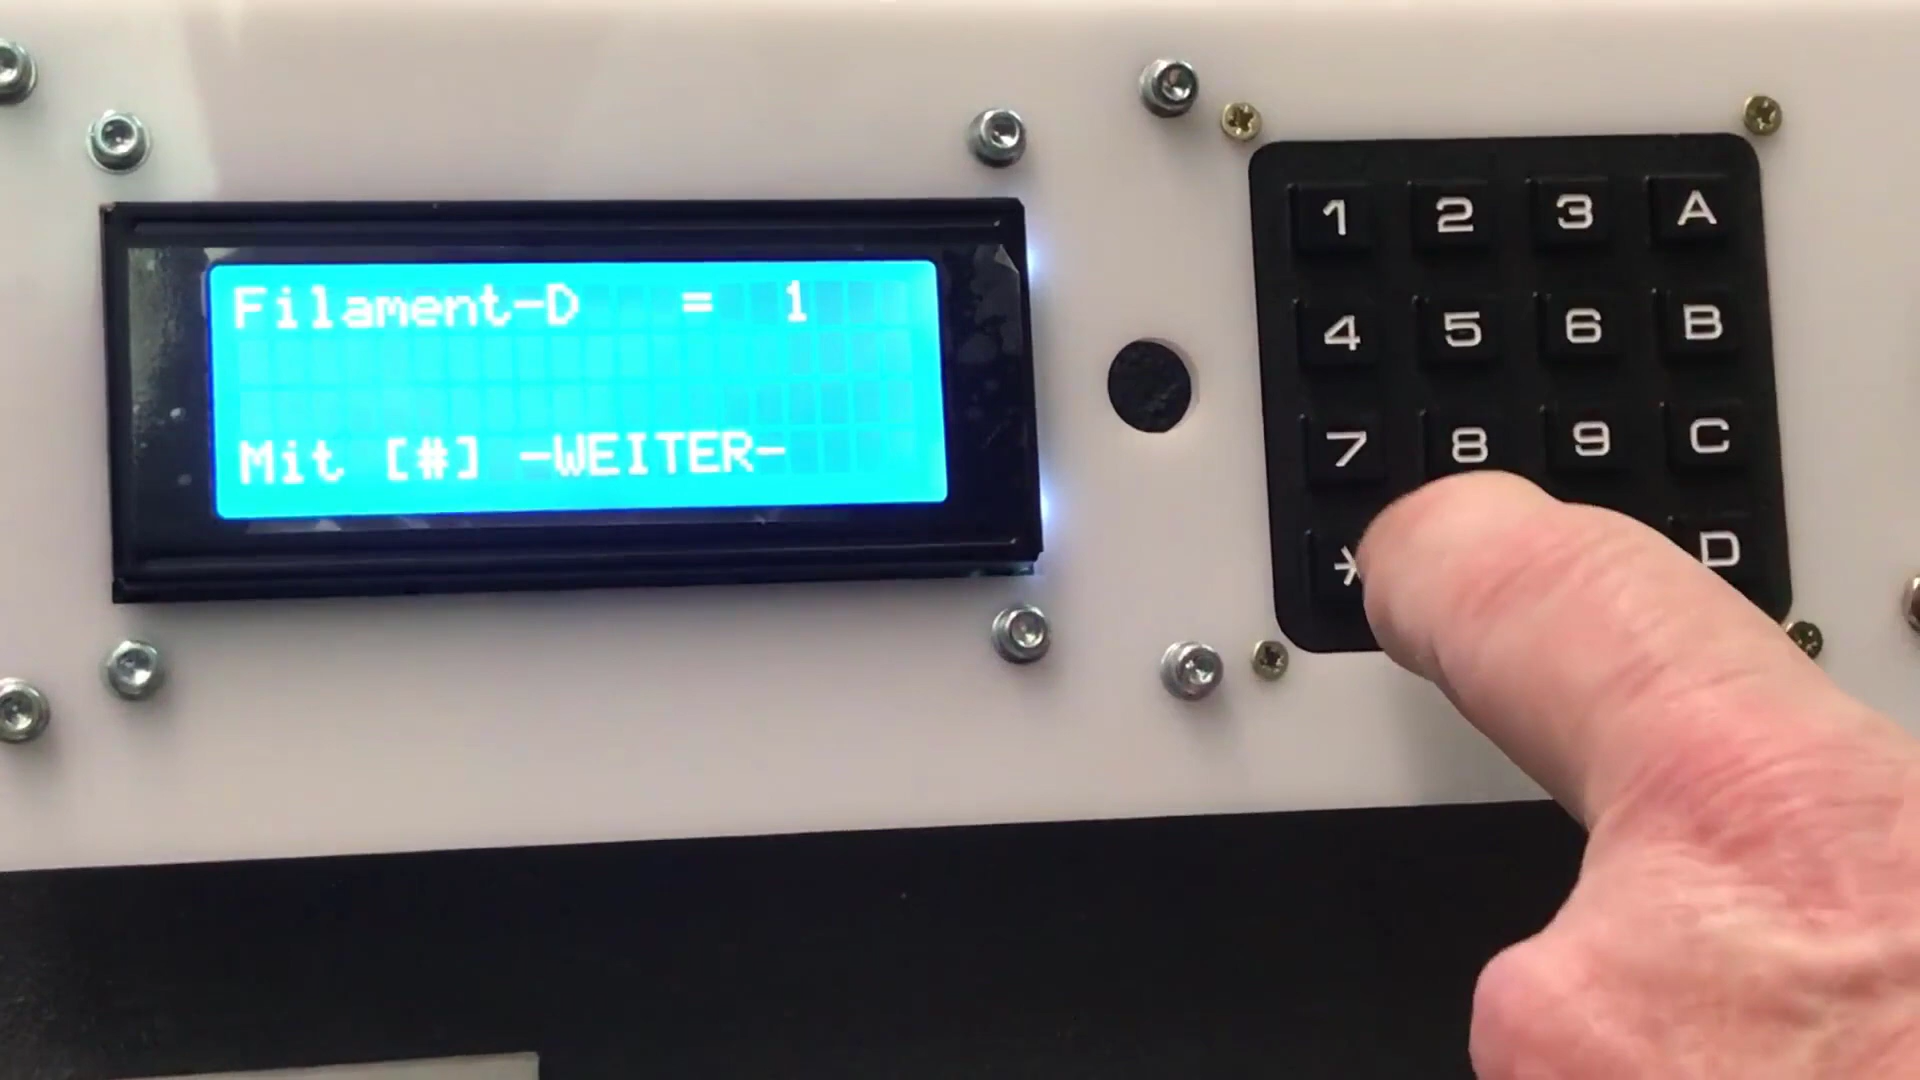 Filament-D = 1
Mit [#] -WEITER-
1 2 3 A
4 5 6 B
7 8 9 C
* D